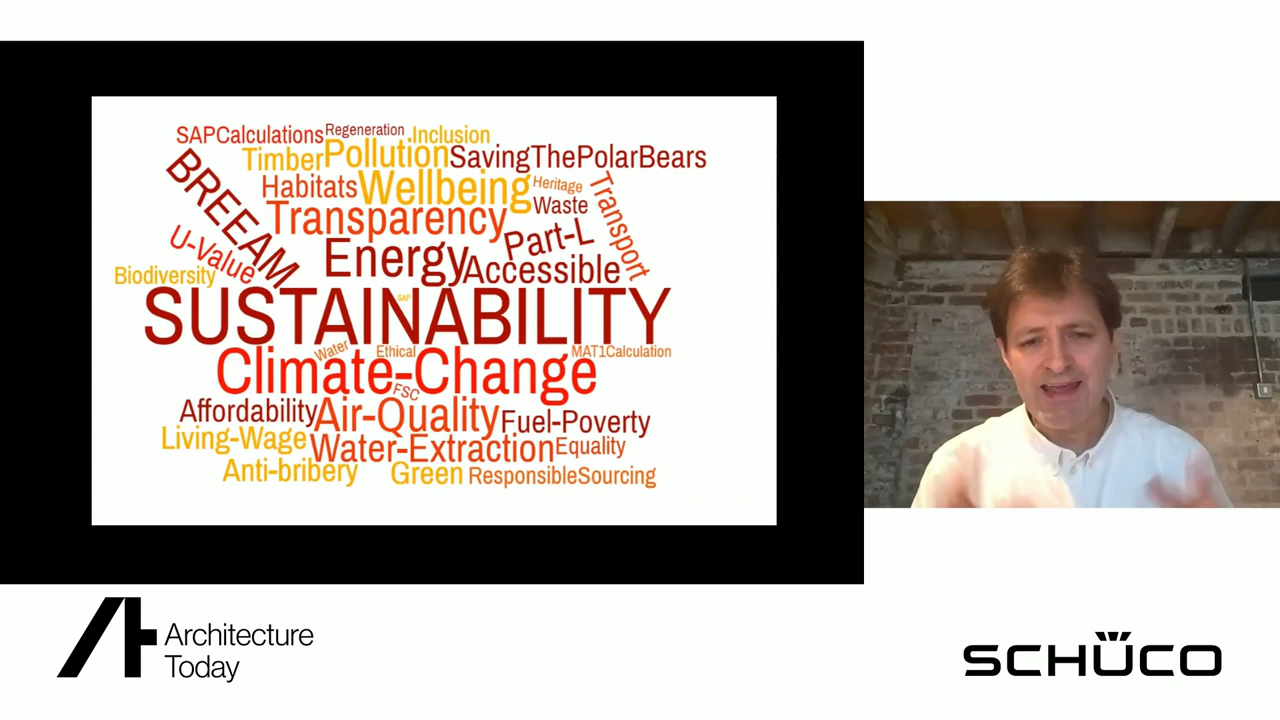 SAPCalculations
Regeneration
Inclusion
Timber
Pollution
SavingThePolarBears
BREEAM
Habitats
Wellbeing
Heritage
Transport
Waste
Transparency
Part-L
U-Value
Energy
Accessible
Biodiversity
SAP
SUSTAINABILITY
Water
Ethical
MAT1Calculation
Climate-Change
FSC
Affordability
Air-Quality
Fuel-Poverty
Living-Wage
Water-Extraction
Equality
Anti-bribery
Green
ResponsibleSourcing
Architecture
Today
SCHÜCO